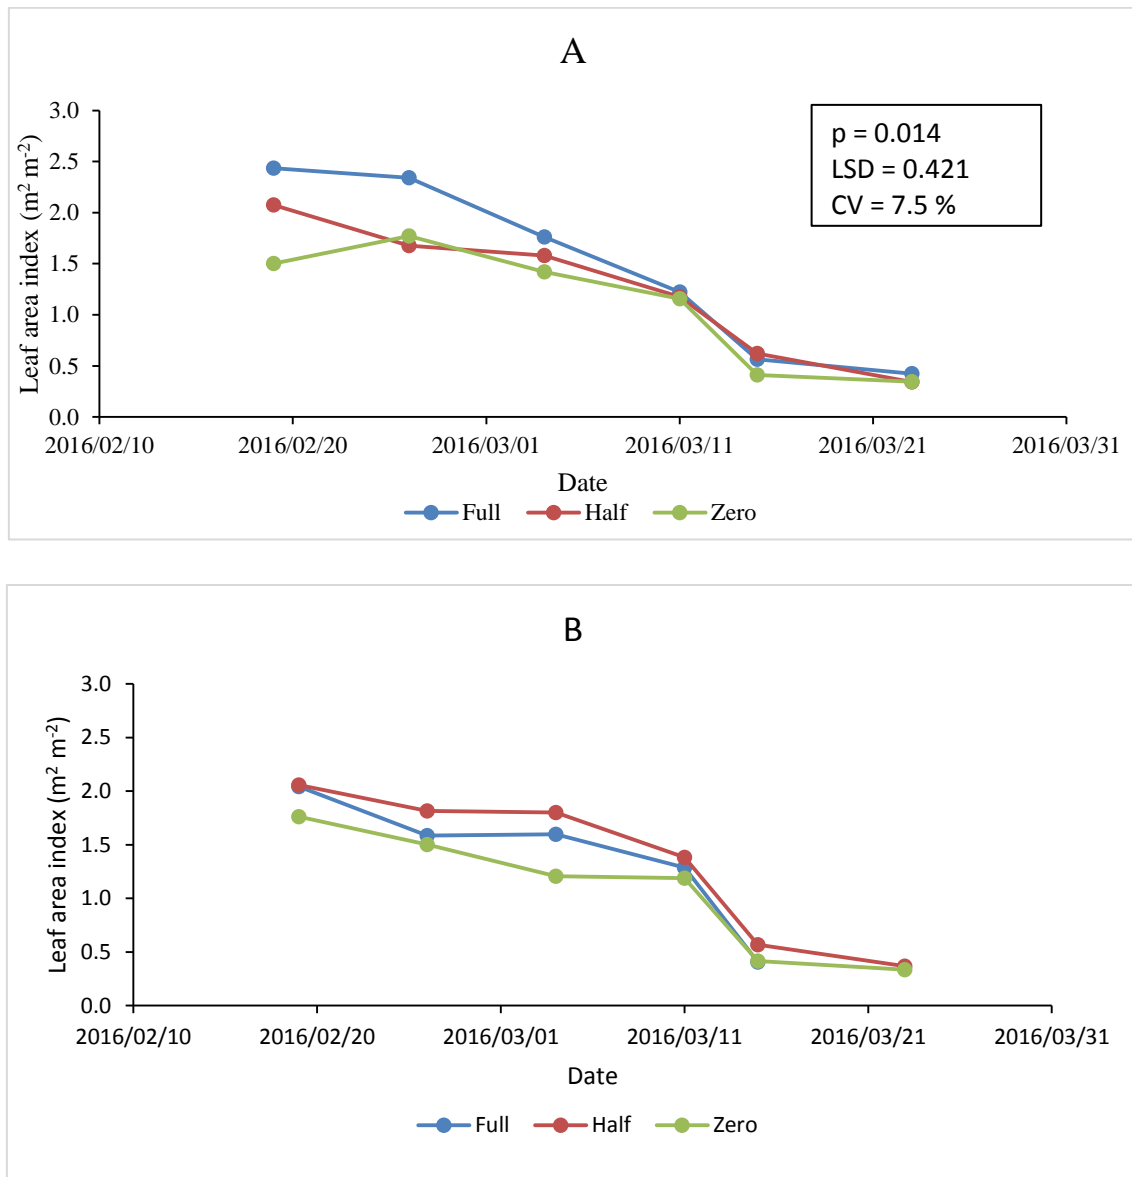 A
Leaf area index (m² m⁻²)
3.0
2.5
2.0
1.5
1.0
0.5
0.0
p = 0.014
LSD = 0.421
CV = 7.5 %
2016/02/10 2016/02/20 2016/03/01 2016/03/11 2016/03/21 2016/03/31
Date
Full Half Zero
B
Leaf area index (m² m⁻²)
3.0
2.5
2.0
1.5
1.0
0.5
0.0
2016/02/10 2016/02/20 2016/03/01 2016/03/11 2016/03/21 2016/03/31
Date
Full Half Zero